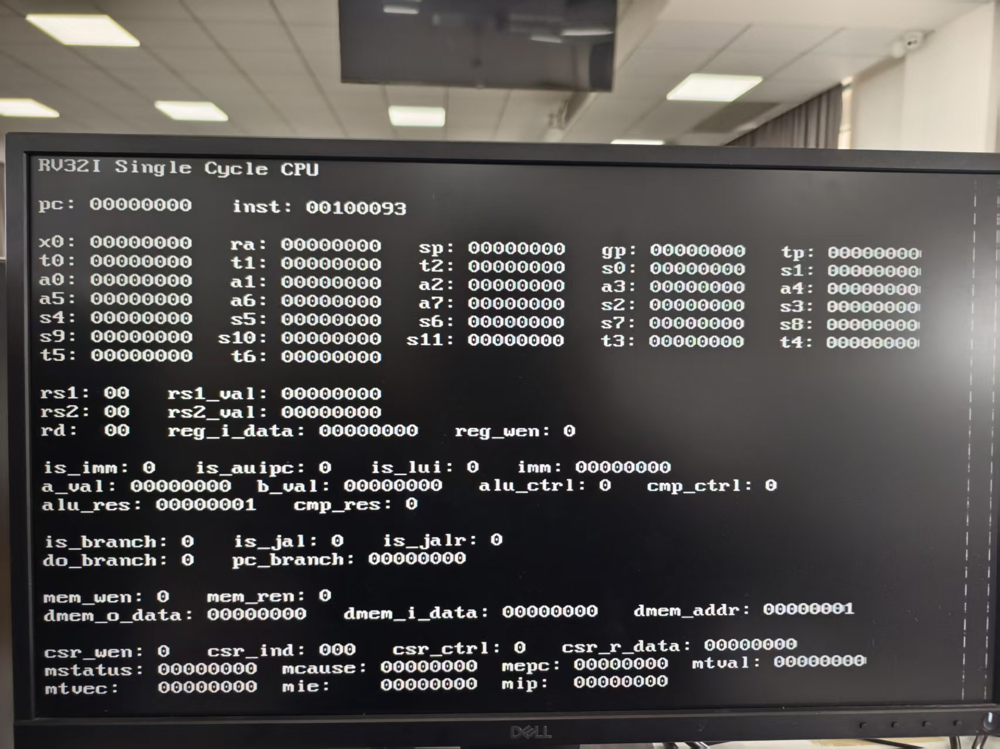 RV32I Single Cycle CPU
pc: 00000000 inst: 00100093
x0: 00000000 ra: 00000000 sp: 00000000 gp: 00000000 tp: 00000000
t0: 00000000 t1: 00000000 t2: 00000000 s0: 00000000 s1: 00000000
a0: 00000000 a1: 00000000 a2: 00000000 a3: 00000000 a4: 00000000
a5: 00000000 a6: 00000000 a7: 00000000 s2: 00000000 s3: 00000000
s4: 00000000 s5: 00000000 s6: 00000000 s7: 00000000 s8: 00000000
s9: 00000000 s10: 00000000 s11: 00000000 t3: 00000000 t4: 00000000
t5: 00000000 t6: 00000000
rs1: 00 rs1_val: 00000000
rs2: 00 rs2_val: 00000000
rd: 00 reg_i_data: 00000000 reg_wen: 0
is_imm: 0 is_auipc: 0 is_lui: 0 imm: 00000000
a_val: 00000000 b_val: 00000000 alu_ctrl: 0 cmp_ctrl: 0
alu_res: 00000001 cmp_res: 0
is_branch: 0 is_jal: 0 is_jalr: 0
do_branch: 0 pc_branch: 00000000
mem_wen: 0 mem_ren: 0
dmem_o_data: 00000000 dmem_i_data: 00000000 dmem_addr: 00000001
csr_wen: 0 csr_ind: 000 csr_ctrl: 0 csr_r_data: 00000000
mstatus: 00000000 mcause: 00000000 mepc: 00000000 mtval: 00000000
mtvec: 00000000 mie: 00000000 mip: 00000000
DELL